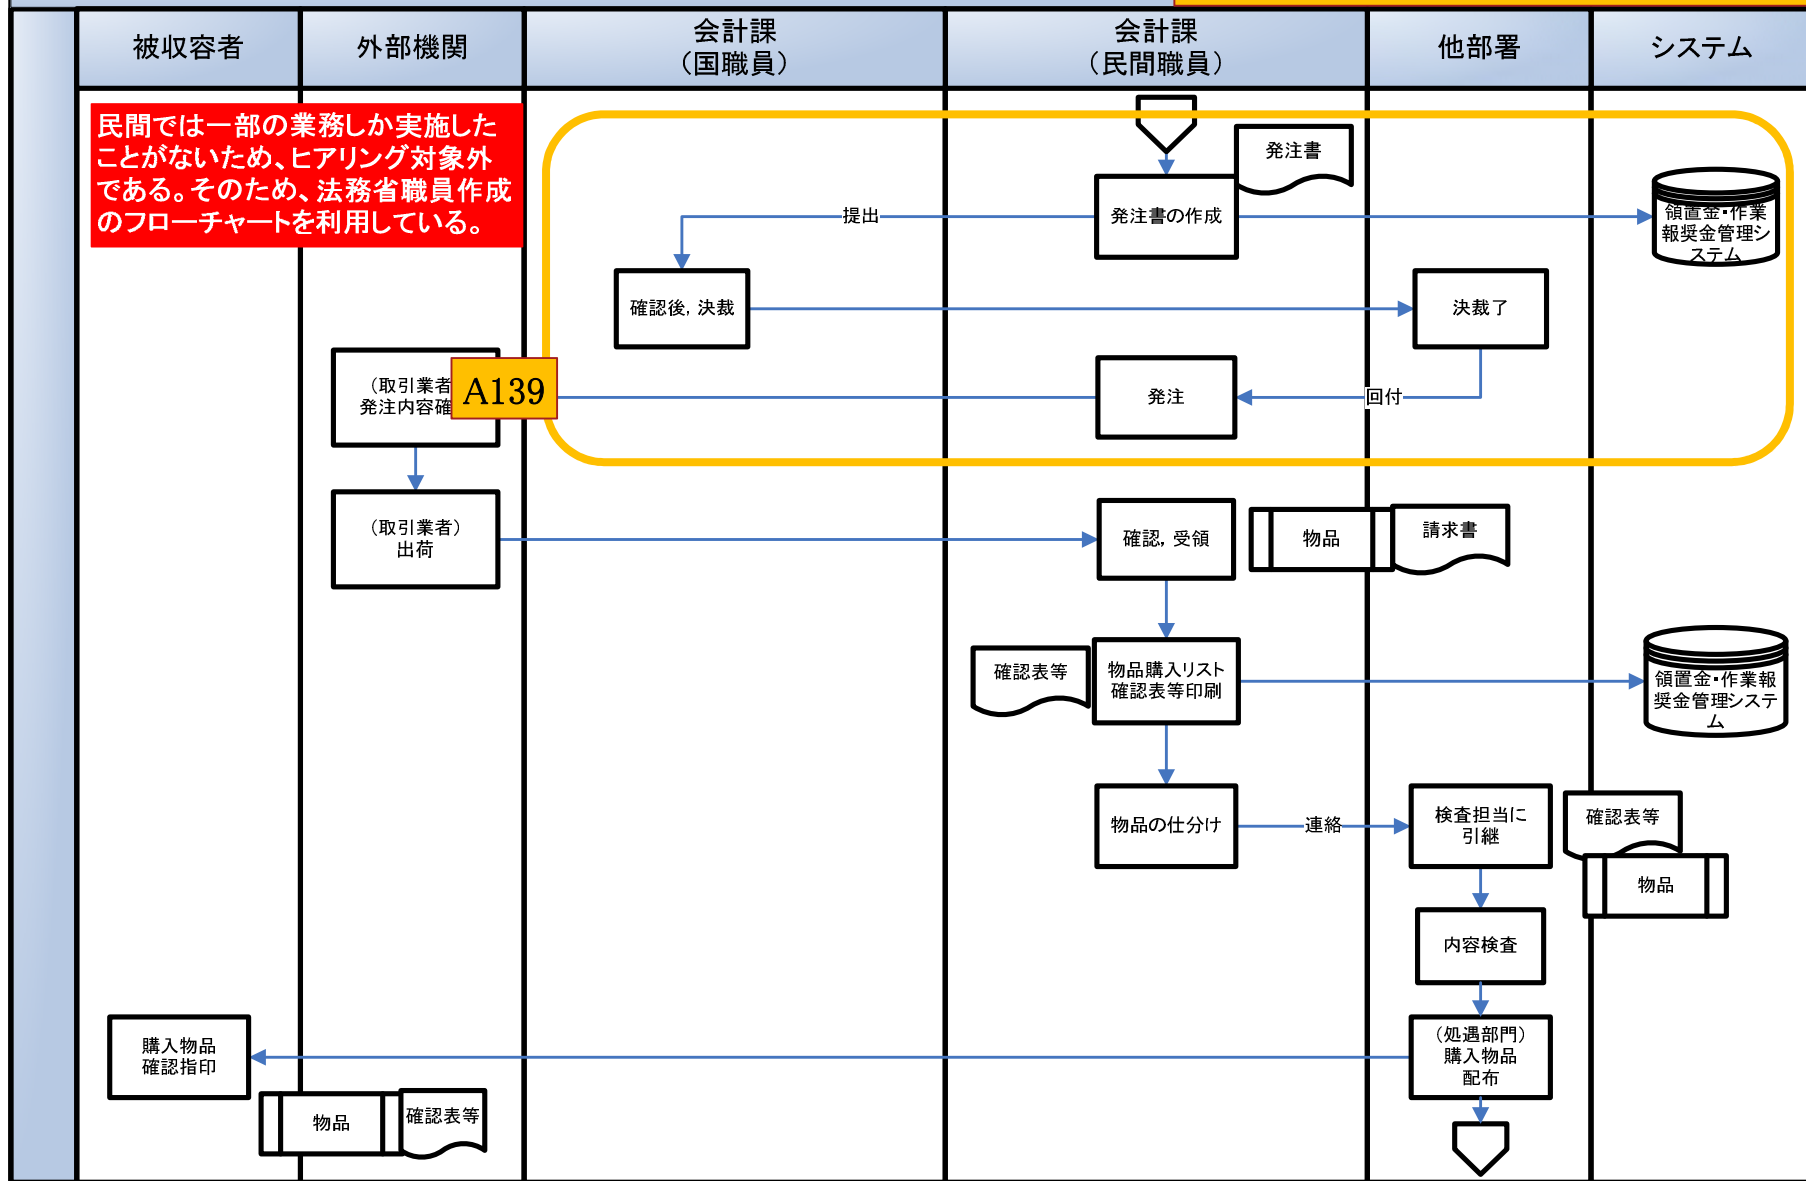 被収容者
外部機関
会計課
（国職員）
会計課
（民間職員）
他部署
システム
民間では一部の業務しか実施した
ことがないため、ヒアリング対象外
である。そのため、法務省職員作成
のフローチャートを利用している。
発注書
発注書の作成
提出
領置金・作業
報奨金管理シ
ステム
確認後，決裁
決裁了
（取引業者
発注内容確
A139
発注
回付
（取引業者）
出荷
確認，受領
物品
請求書
確認表等
物品購入リスト
確認表等印刷
領置金・作業報
奨金管理システ
ム
物品の仕分け
連絡
検査担当に
引継
確認表等
物品
内容検査
購入物品
確認指印
（処遇部門）
購入物品
配布
物品
確認表等